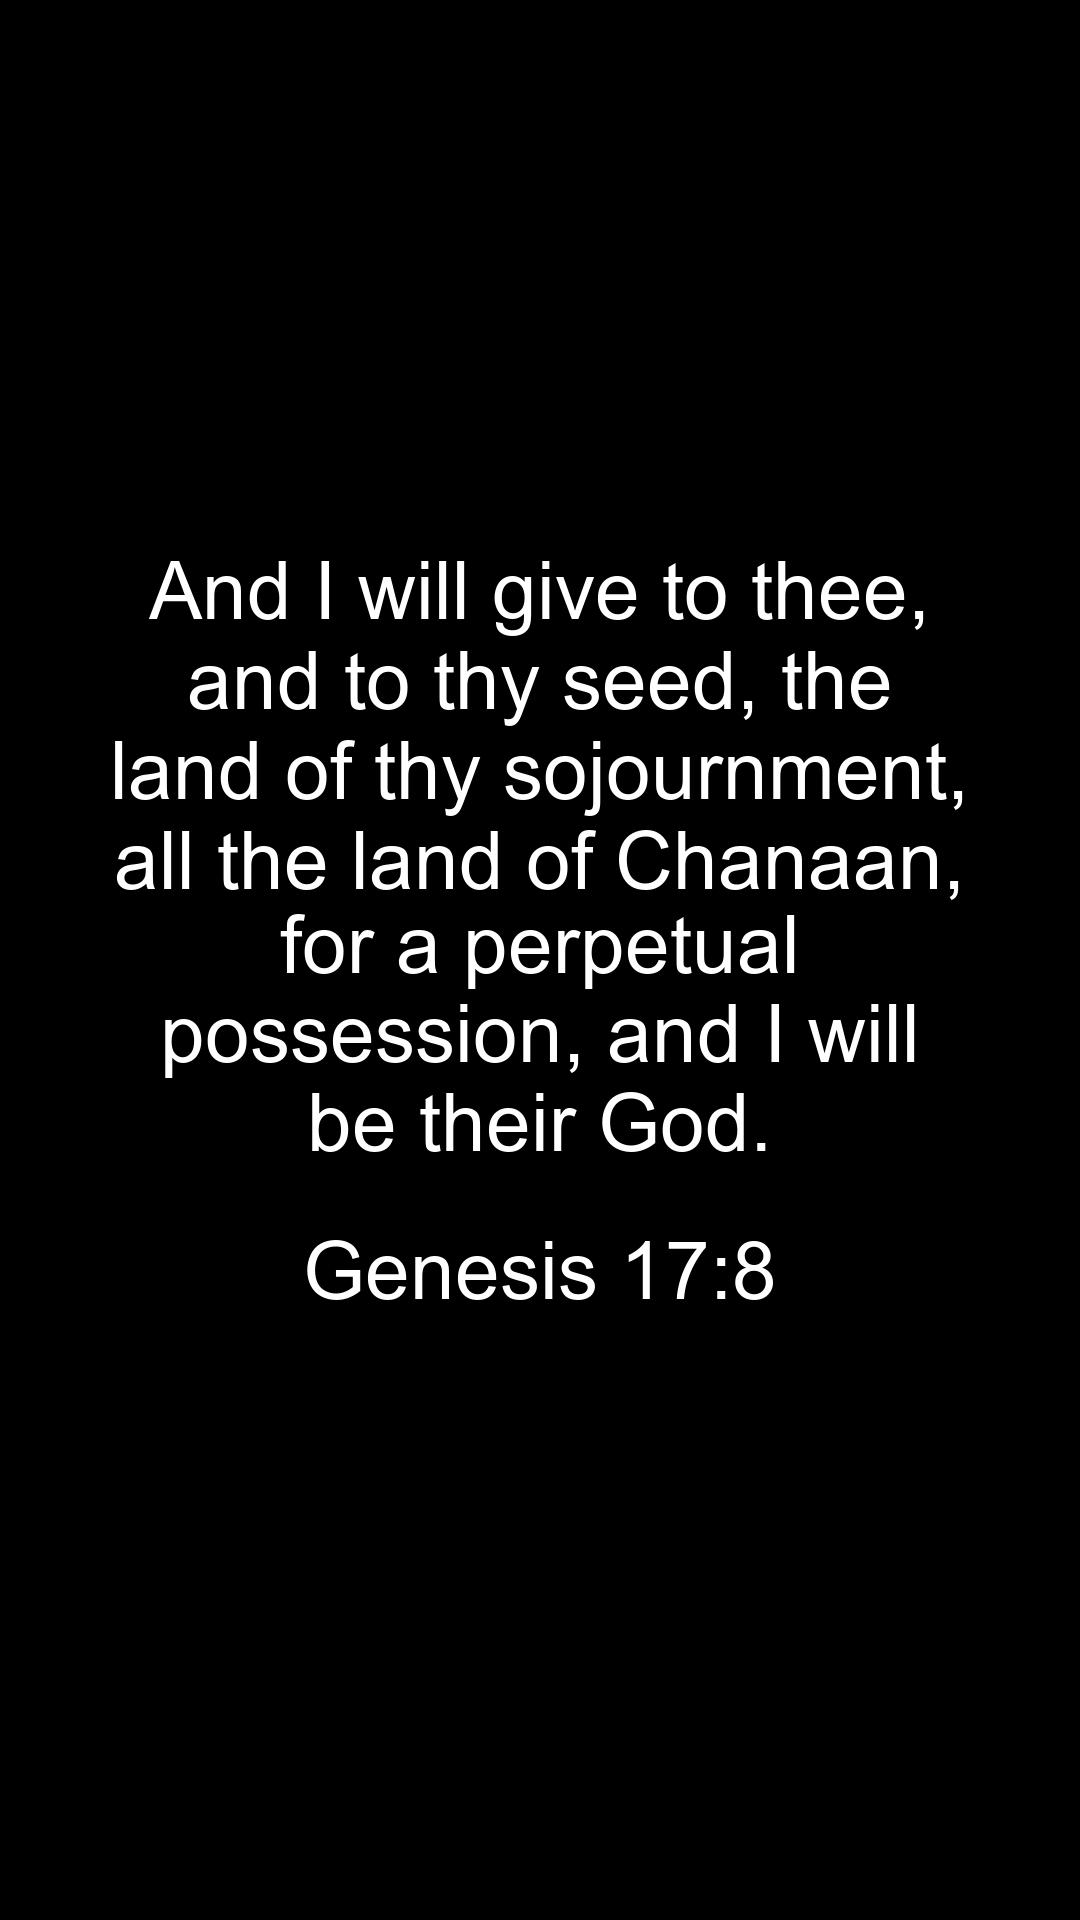 And I will give to thee,
and to thy seed, the
land of thy sojournment,
all the land of Chanaan,
for a perpetual
possession, and I will
be their God.
Genesis 17:8